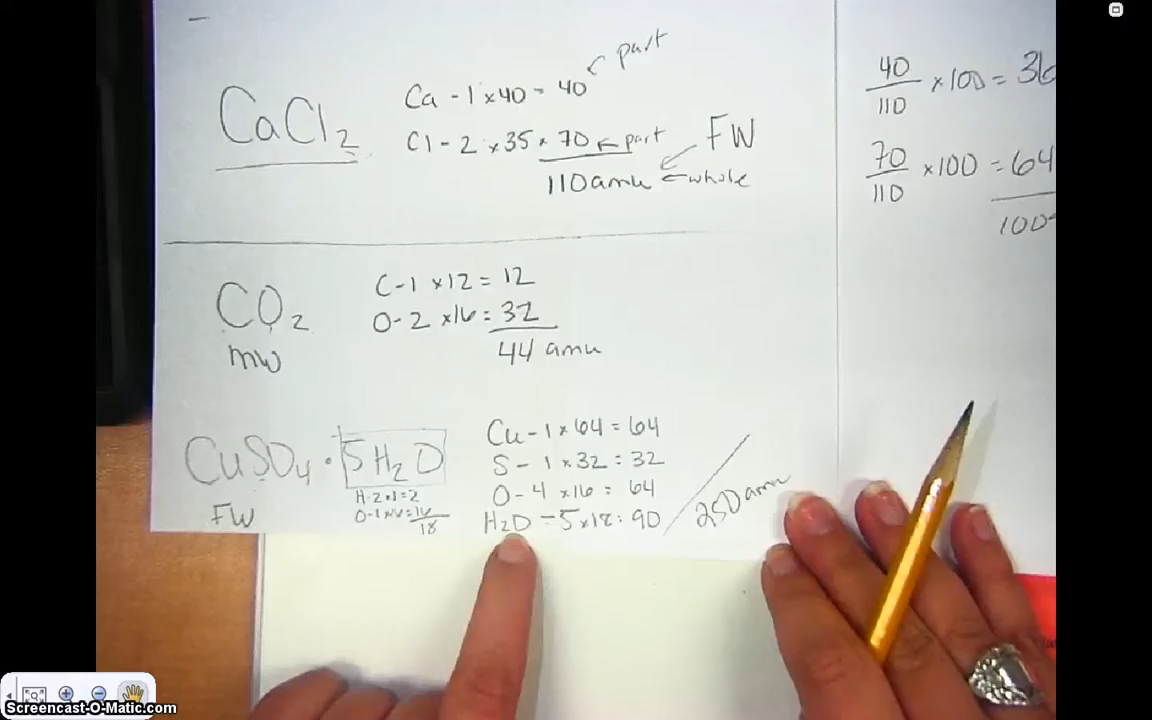 CaCl2
Ca - 1 × 40 = 40 part
Cl - 2 × 35 = 70 ← part
110 amu ← whole
FW
40/110 × 100 = 36
70/110 × 100 = 64
100
CO2
MW
C - 1 × 12 = 12
O - 2 × 16 = 32
44 amu
CuSO4 · 5H2O
FW
H - 2 × 1 = 2
O - 1 × 16 = 16
18
Cu - 1 × 64 = 64
S - 1 × 32 = 32
O - 4 × 16 = 64
H2O - 5 × 18 = 90
250 amu
Screencast-O-Matic.com